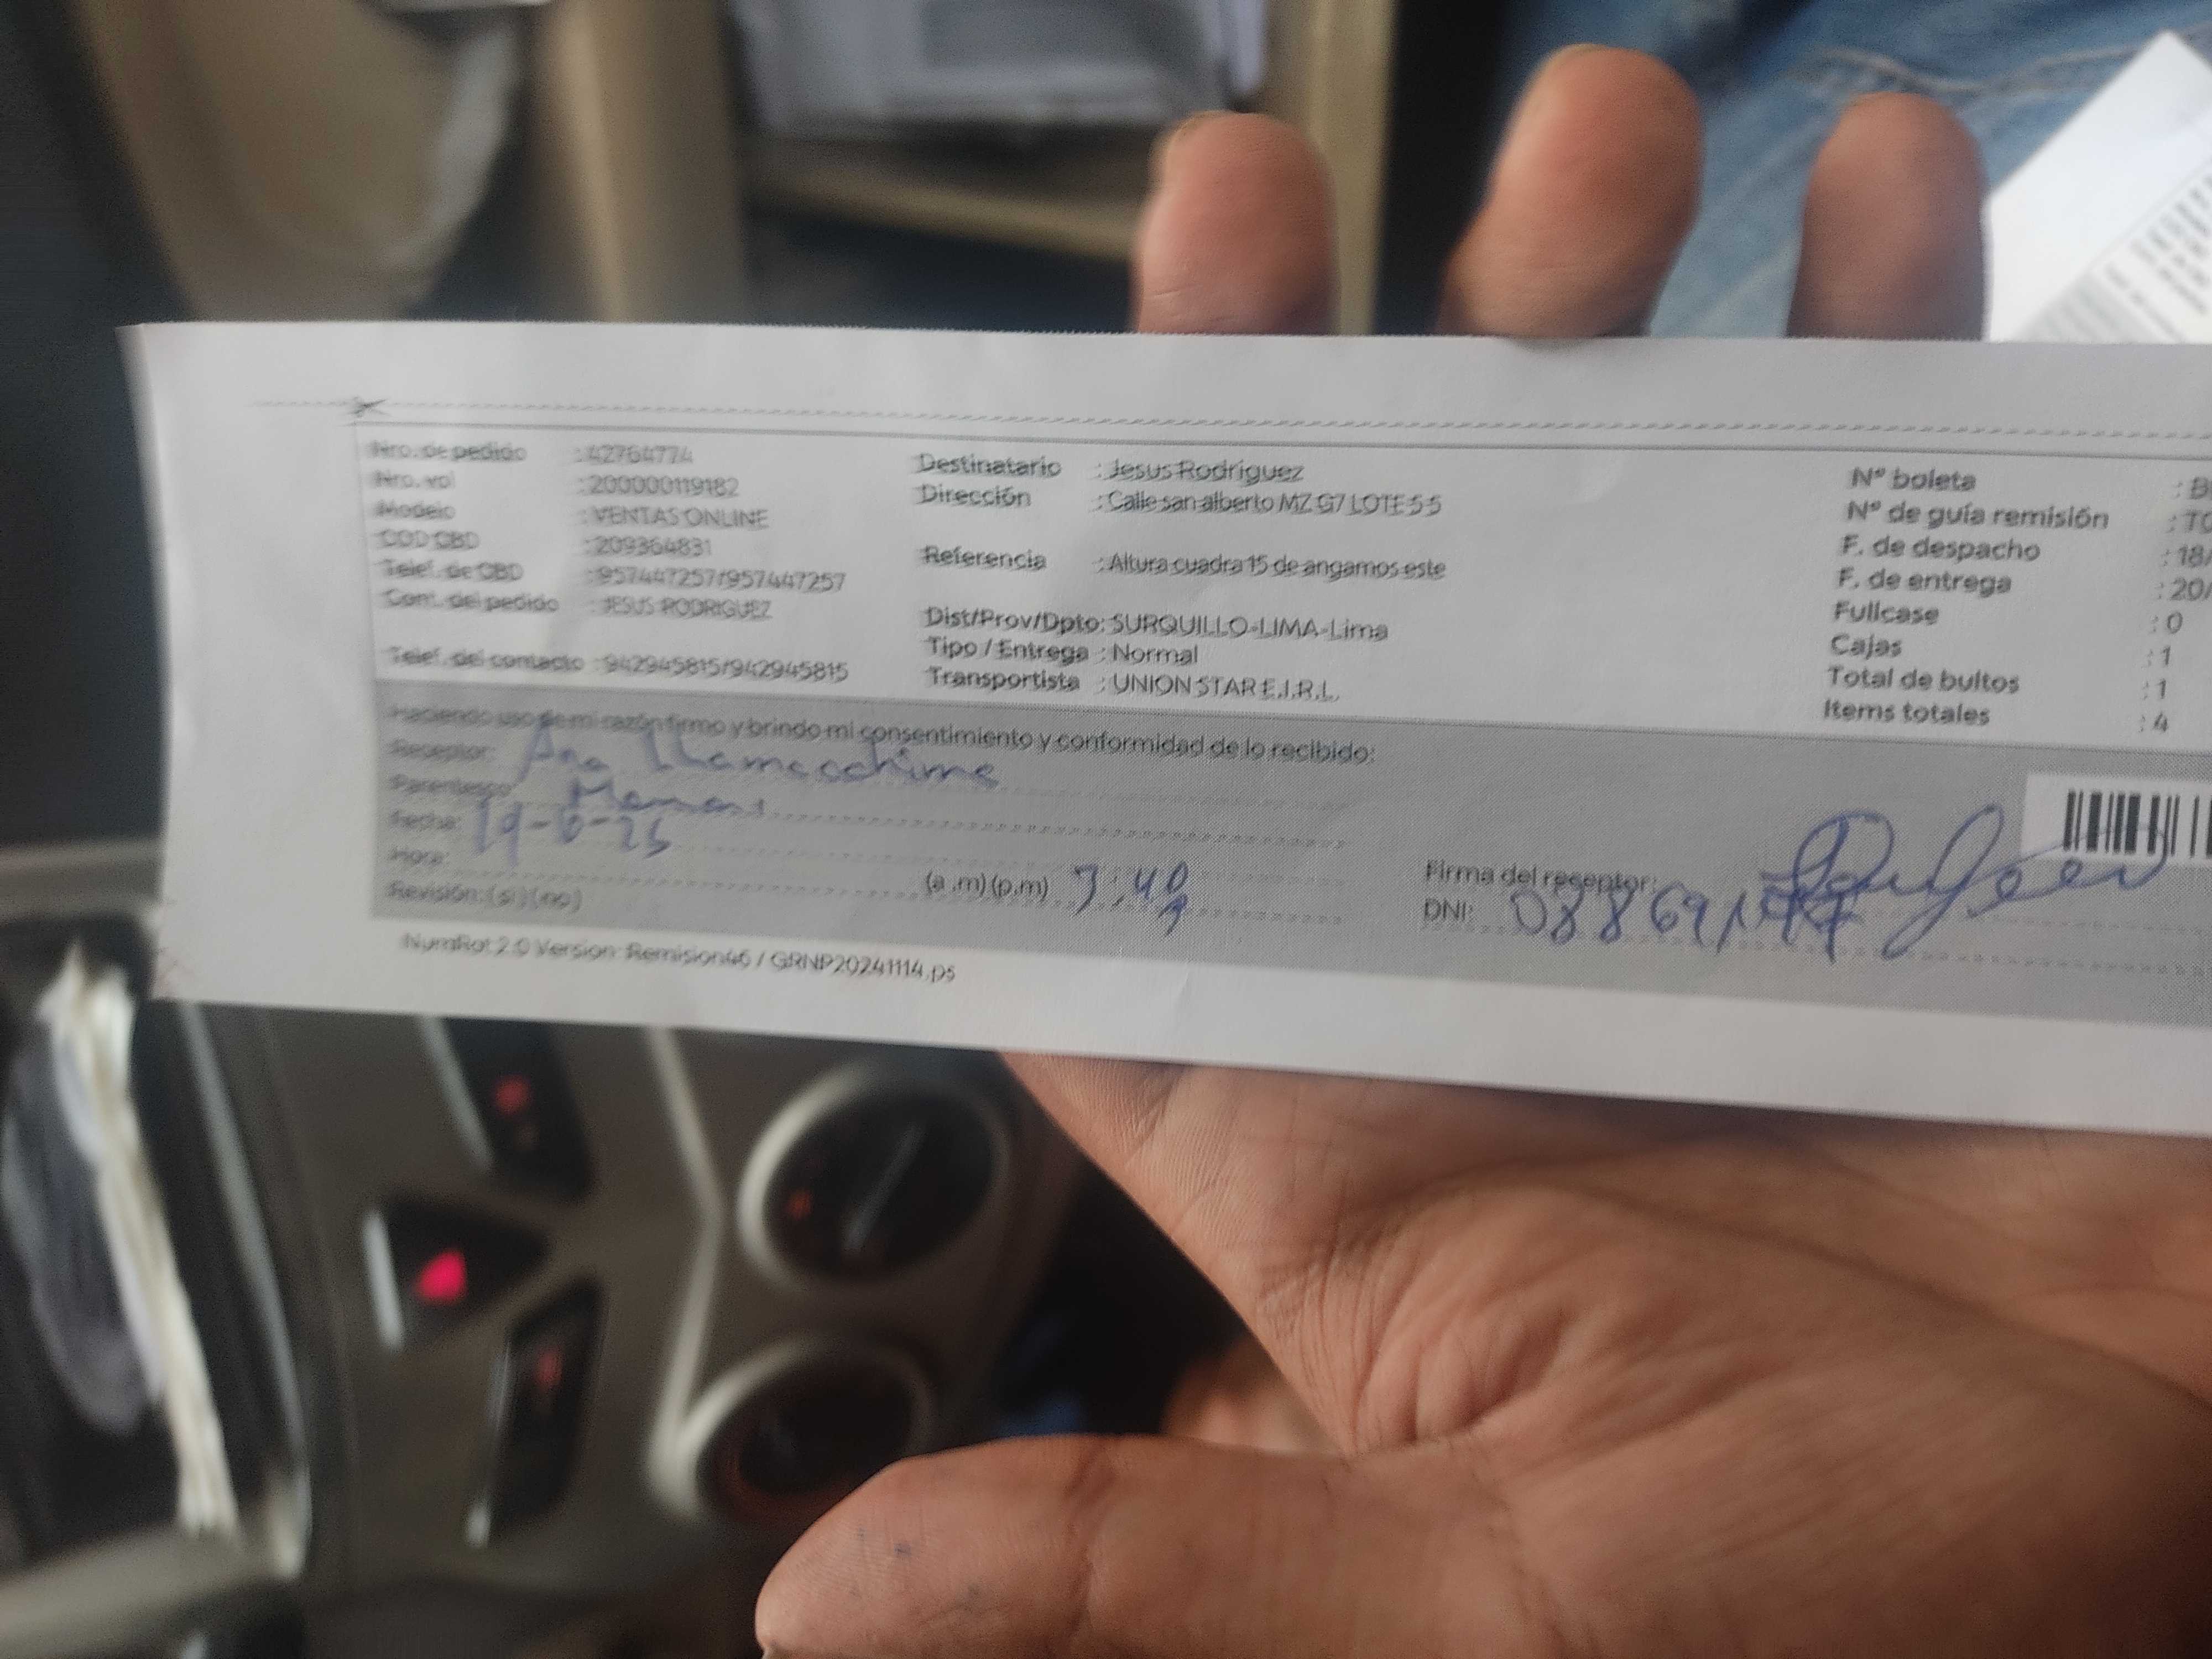 Nro. de pedido : 42764774
Nro. vol : 200000119182
Modelo : VENTAS ONLINE
COD CBD : 209364831
Telef. de CBD : 957447257/957447257
Cont. del pedido : JESUS RODRIGUEZ
Telef. del contacto : 942945815/942945815
Destinatario : Jesus Rodriguez
Dirección : Calle san alberto MZ G7 LOTE 5 5
Referencia : Altura cuadra 15 de angamos este
Dist/Prov/Dpto: SURQUILLO-LIMA-Lima
Tipo / Entrega : Normal
Transportista : UNION STAR E.I.R.L.
N° boleta : B
N° de guía remisión : T0
F. de despacho : 18/
F. de entrega : 20/
Fullcase : 0
Cajas : 1
Total de bultos : 1
Items totales : 4
Haciendo uso de mi razón firmo y brindo mi consentimiento y conformidad de lo recibido:
Receptor: Ana
Parentesco:
Fecha: 19-6-25
Hora: (a.m) (p.m) 7:40
Revisión: (si) (no)
Firma del receptor:
DNI:
NumRot 2.0 Version: Remision46 / GRNP20241114.ps